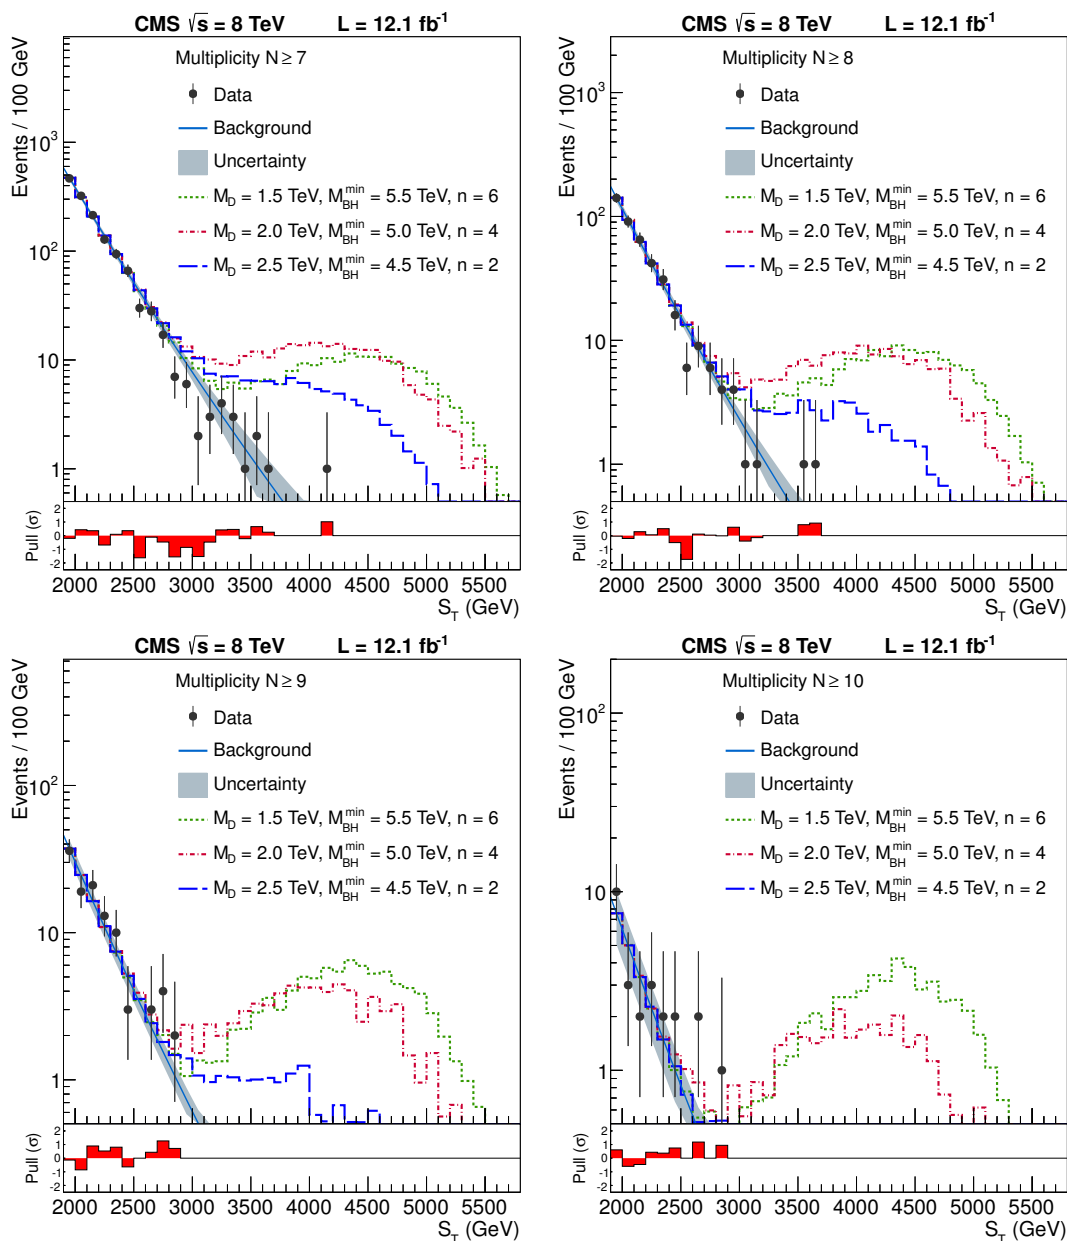 CMS √s = 8 TeV L = 12.1 fb⁻¹
Events / 100 GeV
Multiplicity N ≥ 7
Data
Background
Uncertainty
M_D = 1.5 TeV, M_BH^min = 5.5 TeV, n = 6
M_D = 2.0 TeV, M_BH^min = 5.0 TeV, n = 4
M_D = 2.5 TeV, M_BH^min = 4.5 TeV, n = 2
10³
10²
10
1
Pull (σ)
2
1
0
-1
-2
2000 2500 3000 3500 4000 4500 5000 5500
S_T (GeV)
CMS √s = 8 TeV L = 12.1 fb⁻¹
Events / 100 GeV
Multiplicity N ≥ 8
Data
Background
Uncertainty
M_D = 1.5 TeV, M_BH^min = 5.5 TeV, n = 6
M_D = 2.0 TeV, M_BH^min = 5.0 TeV, n = 4
M_D = 2.5 TeV, M_BH^min = 4.5 TeV, n = 2
10³
10²
10
1
Pull (σ)
2
1
0
-1
-2
2000 2500 3000 3500 4000 4500 5000 5500
S_T (GeV)
CMS √s = 8 TeV L = 12.1 fb⁻¹
Events / 100 GeV
Multiplicity N ≥ 9
Data
Background
Uncertainty
M_D = 1.5 TeV, M_BH^min = 5.5 TeV, n = 6
M_D = 2.0 TeV, M_BH^min = 5.0 TeV, n = 4
M_D = 2.5 TeV, M_BH^min = 4.5 TeV, n = 2
10²
10
1
Pull (σ)
2
1
0
-1
-2
2000 2500 3000 3500 4000 4500 5000 5500
S_T (GeV)
CMS √s = 8 TeV L = 12.1 fb⁻¹
Events / 100 GeV
Multiplicity N ≥ 10
Data
Background
Uncertainty
M_D = 1.5 TeV, M_BH^min = 5.5 TeV, n = 6
M_D = 2.0 TeV, M_BH^min = 5.0 TeV, n = 4
M_D = 2.5 TeV, M_BH^min = 4.5 TeV, n = 2
10²
10
1
Pull (σ)
2
1
0
-1
-2
2000 2500 3000 3500 4000 4500 5000 5500
S_T (GeV)